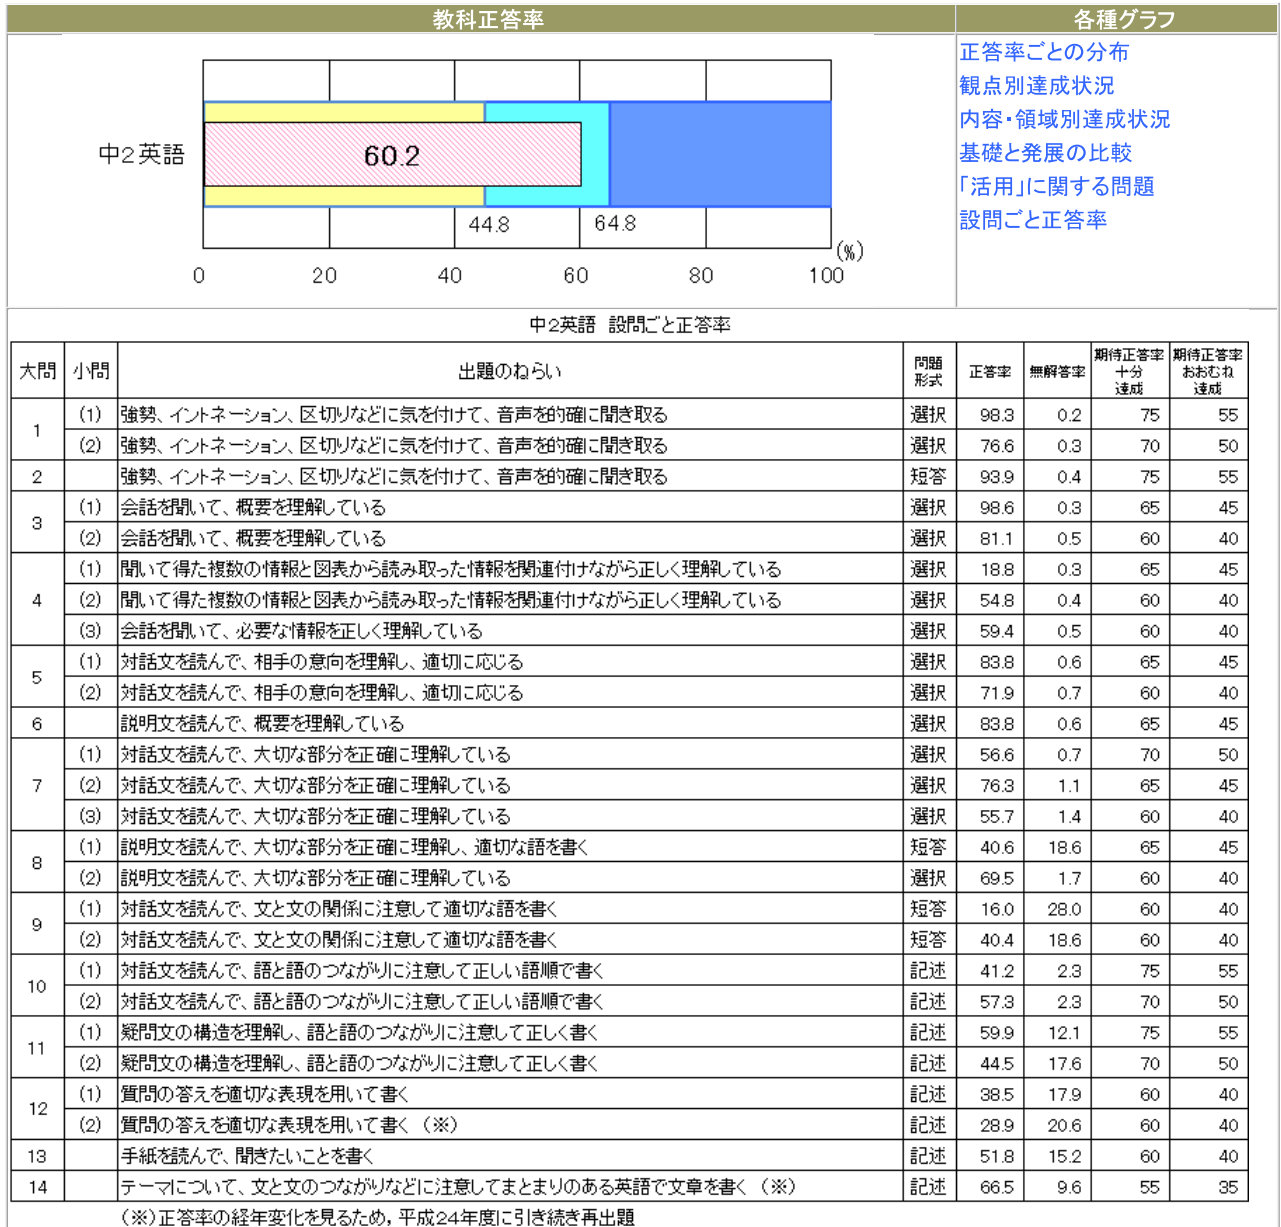 教科正答率 各種グラフ
正答率ごとの分布
観点別達成状況
内容・領域別達成状況
基礎と発展の比較
「活用」に関する問題
設問ごと正答率
中2英語 60.2
44.8 64.8
(%)
0 20 40 60 80 100
中2英語 設問ごと正答率
大問 小問 出題のねらい 問題形式 正答率 無解答率 期待正答率十分達成 期待正答率おおむね達成
1 (1) 強勢、イントネーション、区切りなどに気を付けて、音声を的確に聞き取る 選択 98.3 0.2 75 55
(2) 強勢、イントネーション、区切りなどに気を付けて、音声を的確に聞き取る 選択 76.6 0.3 70 50
2 強勢、イントネーション、区切りなどに気を付けて、音声を的確に聞き取る 短答 93.9 0.4 75 55
3 (1) 会話を聞いて、概要を理解している 選択 98.6 0.3 65 45
(2) 会話を聞いて、概要を理解している 選択 81.1 0.5 60 40
4 (1) 聞いて得た複数の情報と図表から読み取った情報を関連付けながら正しく理解している 選択 18.8 0.3 65 45
(2) 聞いて得た複数の情報と図表から読み取った情報を関連付けながら正しく理解している 選択 54.8 0.4 60 40
(3) 会話を聞いて、必要な情報を正しく理解している 選択 59.4 0.5 60 40
5 (1) 対話文を読んで、相手の意向を理解し、適切に応じる 選択 83.8 0.6 65 45
(2) 対話文を読んで、相手の意向を理解し、適切に応じる 選択 71.9 0.7 60 40
6 説明文を読んで、概要を理解している 選択 83.8 0.6 65 45
7 (1) 対話文を読んで、大切な部分を正確に理解している 選択 56.6 0.7 70 50
(2) 対話文を読んで、大切な部分を正確に理解している 選択 76.3 1.1 65 45
(3) 対話文を読んで、大切な部分を正確に理解している 選択 55.7 1.4 60 40
8 (1) 説明文を読んで、大切な部分を正確に理解し、適切な語を書く 短答 40.6 18.6 65 45
(2) 説明文を読んで、大切な部分を正確に理解している 選択 69.5 1.7 60 40
9 (1) 対話文を読んで、文と文の関係に注意して適切な語を書く 短答 16.0 28.0 60 40
(2) 対話文を読んで、文と文の関係に注意して適切な語を書く 短答 40.4 18.6 60 40
10 (1) 対話文を読んで、語と語のつながりに注意して正しい語順で書く 記述 41.2 2.3 75 55
(2) 対話文を読んで、語と語のつながりに注意して正しい語順で書く 記述 57.3 2.3 70 50
11 (1) 疑問文の構造を理解し、語と語のつながりに注意して正しく書く 記述 59.9 12.1 75 55
(2) 疑問文の構造を理解し、語と語のつながりに注意して正しく書く 記述 44.5 17.6 70 50
12 (1) 質問の答えを適切な表現を用いて書く 記述 38.5 17.9 60 40
(2) 質問の答えを適切な表現を用いて書く (※) 記述 28.9 20.6 60 40
13 手紙を読んで、聞きたいことを書く 記述 51.8 15.2 60 40
14 テーマについて、文と文のつながりなどに注意してまとまりのある英語で文章を書く (※) 記述 66.5 9.6 55 35
(※)正答率の経年変化を見るため,平成24年度に引き続き再出題